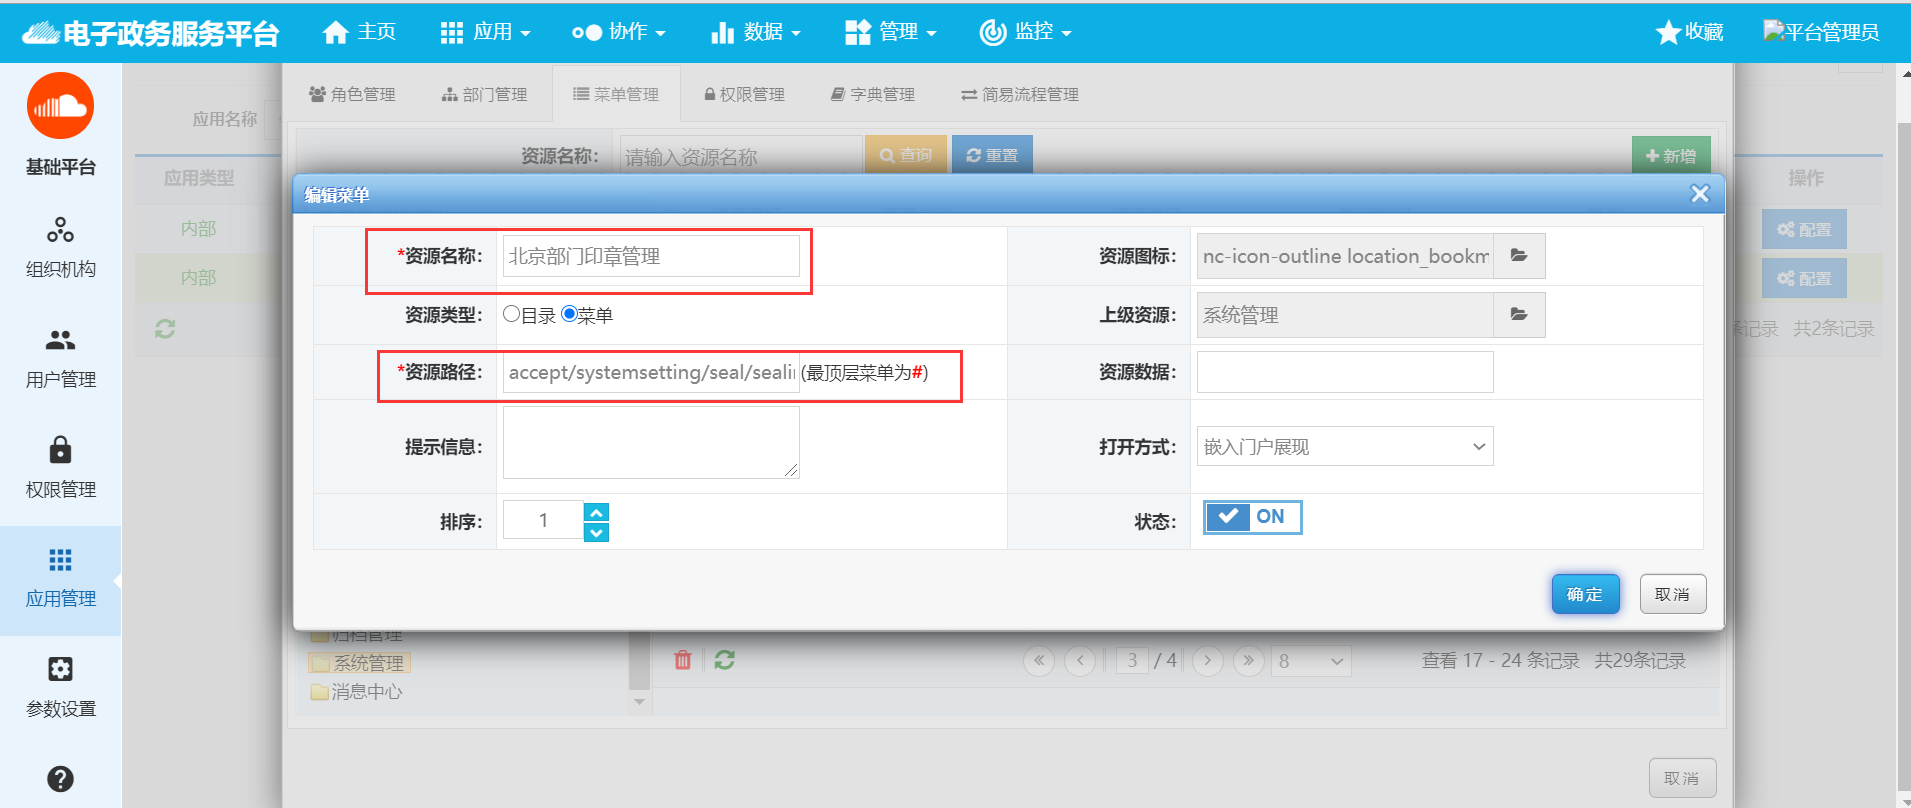 电子政务服务平台 主页 应用 协作 数据 管理 监控 收藏 平台管理员
基础平台
组织机构
用户管理
权限管理
应用管理
参数设置
角色管理 部门管理 菜单管理 权限管理 字典管理 简易流程管理
应用名称
资源名称： 请输入资源名称 查询 重置 新增
应用类型 操作
内部 配置
内部 配置
条记录 共2条记录
编辑菜单
*资源名称： 北京部门印章管理 资源图标： nc-icon-outline location_bookm
资源类型： 目录 菜单 上级资源： 系统管理
*资源路径： accept/systemsetting/seal/sealin (最顶层菜单为#) 资源数据：
提示信息： 打开方式： 嵌入门户展现
排序： 1 状态： ON
确定 取消
归档管理
系统管理
消息中心
3 / 4 8 查看 17 - 24 条记录 共29条记录
取消